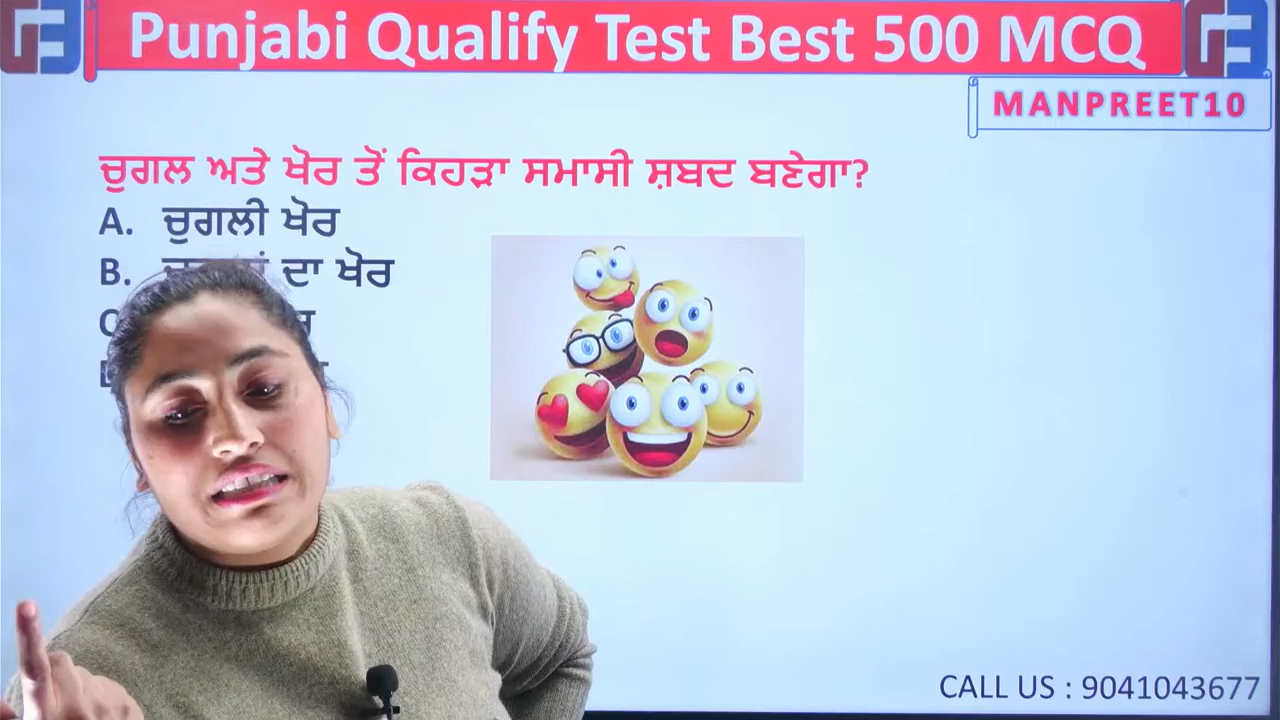 Punjabi Qualify Test Best 500 MCQ
MANPREET10
ਚੁਗਲ ਅਤੇ ਖੋਰ ਤੋਂ ਕਿਹੜਾ ਸਮਾਸੀ ਸ਼ਬਦ ਬਣੇਗਾ?
A. ਚੁਗਲੀ ਖੋਰ
B. ਦਾ ਖੋਰ
CALL US : 9041043677